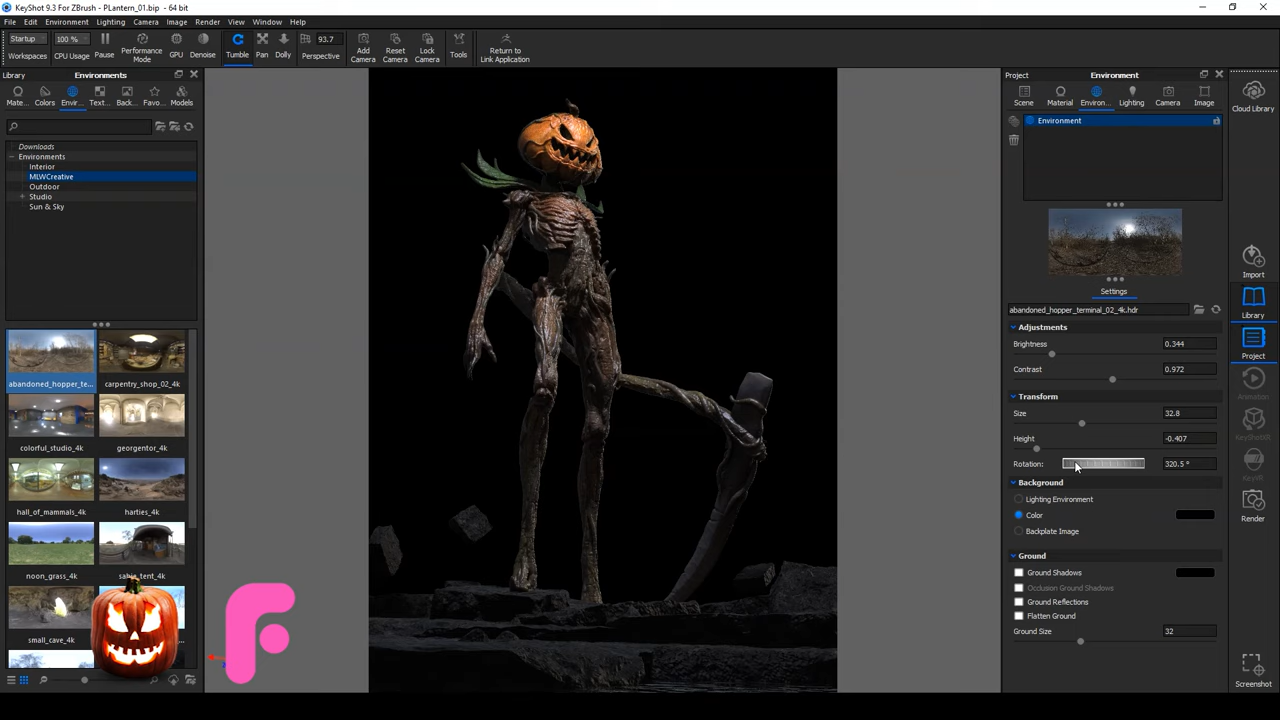 KeyShot 9.3 For ZBrush - PLantern_01.bip - 64 bit
File Edit Environment Lighting Camera Image Render View Window Help
Startup 100 % 93.7
Workspaces CPU Usage Pause Performance Mode GPU Denoise Tumble Pan Dolly Perspective Add Camera Reset Camera Lock Camera Tools Return to Link Application
Library Environments
Mate... Colors Envir... Text... Back... Favo... Models
Downloads
Environments
Interior
MLWCreative
Outdoor
Studio
Sun & Sky
abandoned_hopper_te... carpentry_shop_02_4k
colorful_studio_4k georgentor_4k
hall_of_mammals_4k harties_4k
noon_grass_4k
small_cave_4k
Project Environment
Scene Material Environ... Lighting Camera Image
Environment
Settings
abandoned_hopper_terminal_02_4k.hdr
Adjustments
Brightness 0.344
Contrast 0.972
Transform
Size 32.8
Height -0.407
Rotation: 320.5 °
Background
Lighting Environment
Color
Backplate Image
Ground
Ground Shadows
Occlusion Ground Shadows
Ground Reflections
Flatten Ground
Ground Size 32
Cloud Library
Import
Library
Project
Animation
KeyShotXR
KeyVR
Render
Screenshot